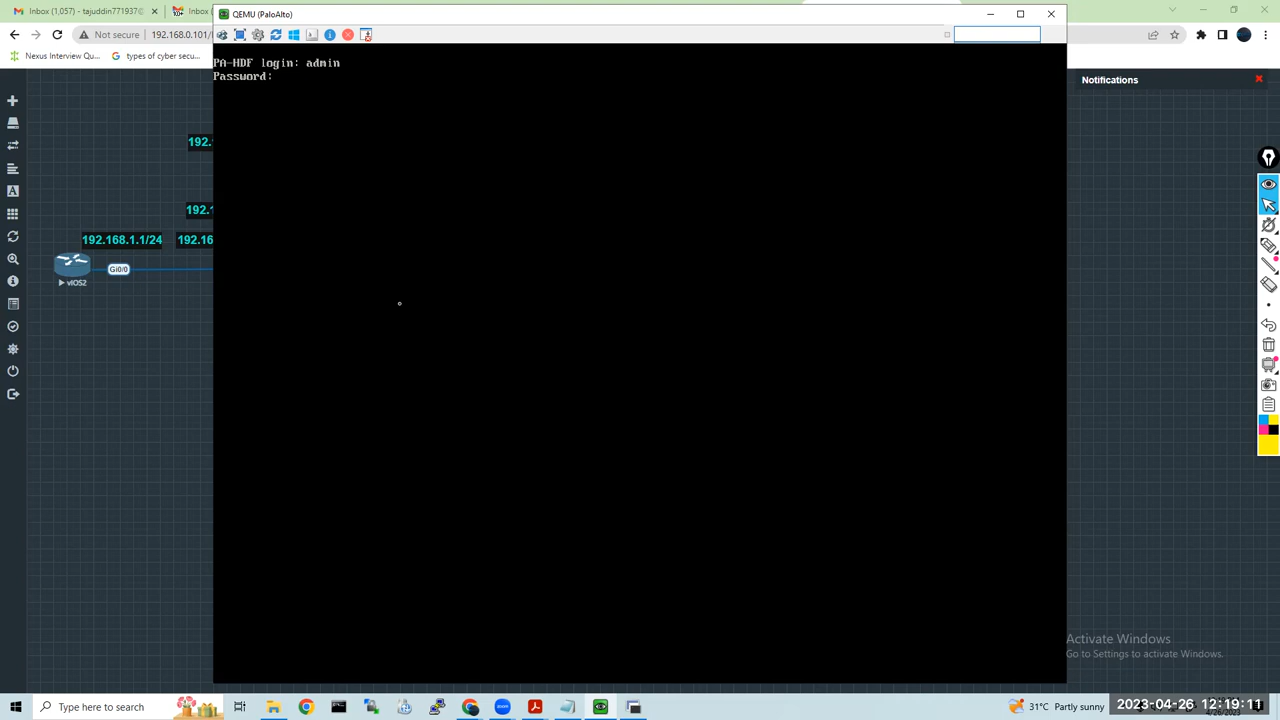 Inbox (1,057) - tajuddin771937@
Inbox (
QEMU (PaloAlto)
Not secure
192.168.0.101/
Nexus Interview Qu...
types of cyber secu...
PA-HDF login: admin
Password:
Notifications
192.
192.1
192.168.1.1/24
192.16
Gi0/0
vIOS2
Activate Windows
Go to Settings to activate Windows.
Type here to search
31°C Partly sunny
2023-04-26 12:19:11